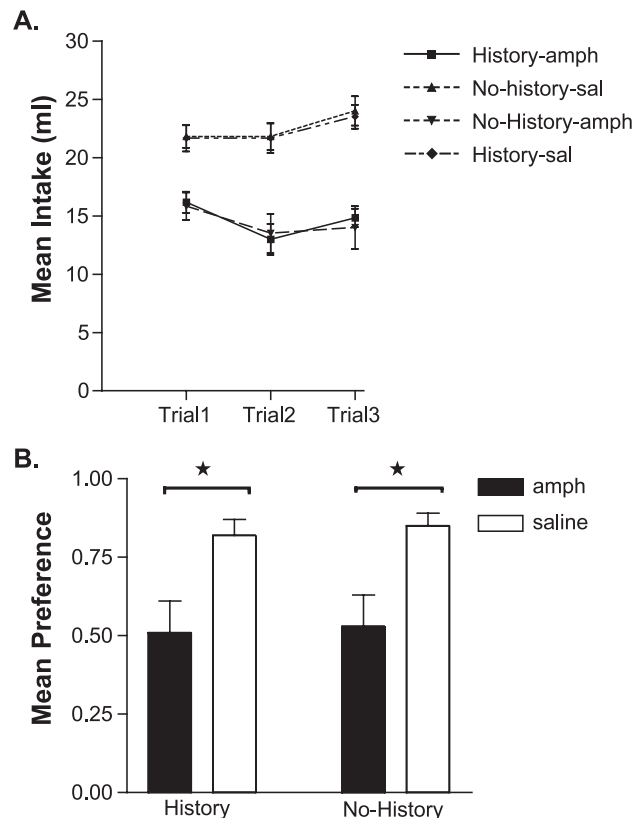 A.
Mean Intake (ml)
30
25
20
15
10
5
0
Trial1 Trial2 Trial3
History-amph
No-history-sal
No-History-amph
History-sal
B.
Mean Preference
1.00
0.75
0.50
0.25
0.00
★ ★
History No-History
amph
saline